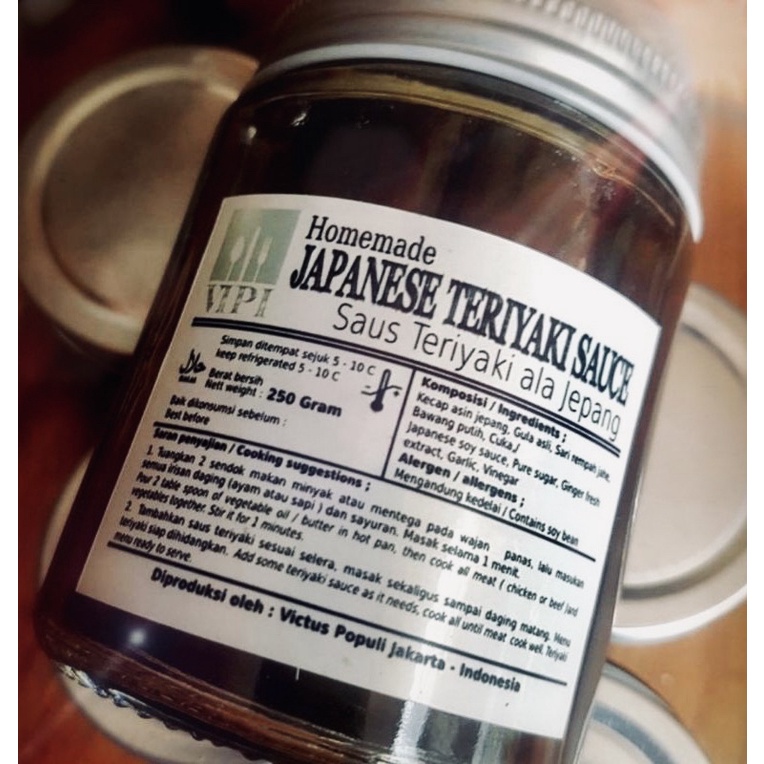 VIPI
Homemade
JAPANESE TERIYAKI SAUCE
Saus Teriyaki ala Jepang
Simpan ditempat sejuk 5 - 10 C
keep refrigerated 5 - 10 C
Berat bersih
Nett weight : 250 Gram
Baik dikonsumsi sebelum :
Best before
Komposisi / Ingredients ;
Kecap asin jepang, Gula asli, Sari rempah jahe,
Bawang putih, Cuka /
Japanese soy sauce, Pure sugar, Ginger fresh
extract, Garlic, Vinegar
Alergen / allergens ;
Mengandung kedelai / Contains soy bean
Saran penyajian / Cooking suggestions ;
1. Tuangkan 2 sendok makan minyak atau mentega pada wajan panas, lalu masukan
semua irisan daging (ayam atau sapi ) dan sayuran. Masak selama 1 menit.
Pour 2 table spoon of vegetable oil / butter in hot pan, then cook all meat ( chicken or beef )and
vegetables together. Stir it for 1 minutes.
2. Tambahkan saus teriyaki sesuai selera, masak sekaligus sampai daging matang. Menu
teriyaki siap dihidangkan. Add some teriyaki sauce as it needs, cook all until meat cook well. Teriyaki
menu ready to serve.
Diproduksi oleh : Victus Populi Jakarta - Indonesia